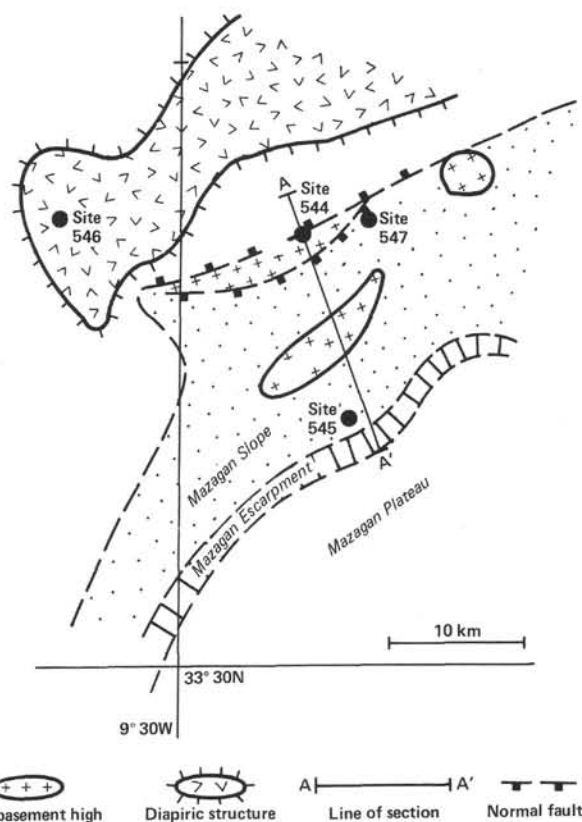 A
Site
544
Site
546
Site
547
Site
545
A'
Mazagan Slope
Mazagan Escarpment
Mazagan Plateau
10 km
33°30N
9°30W
A A'
basement high
Diapiric structure
Line of section
Normal fault